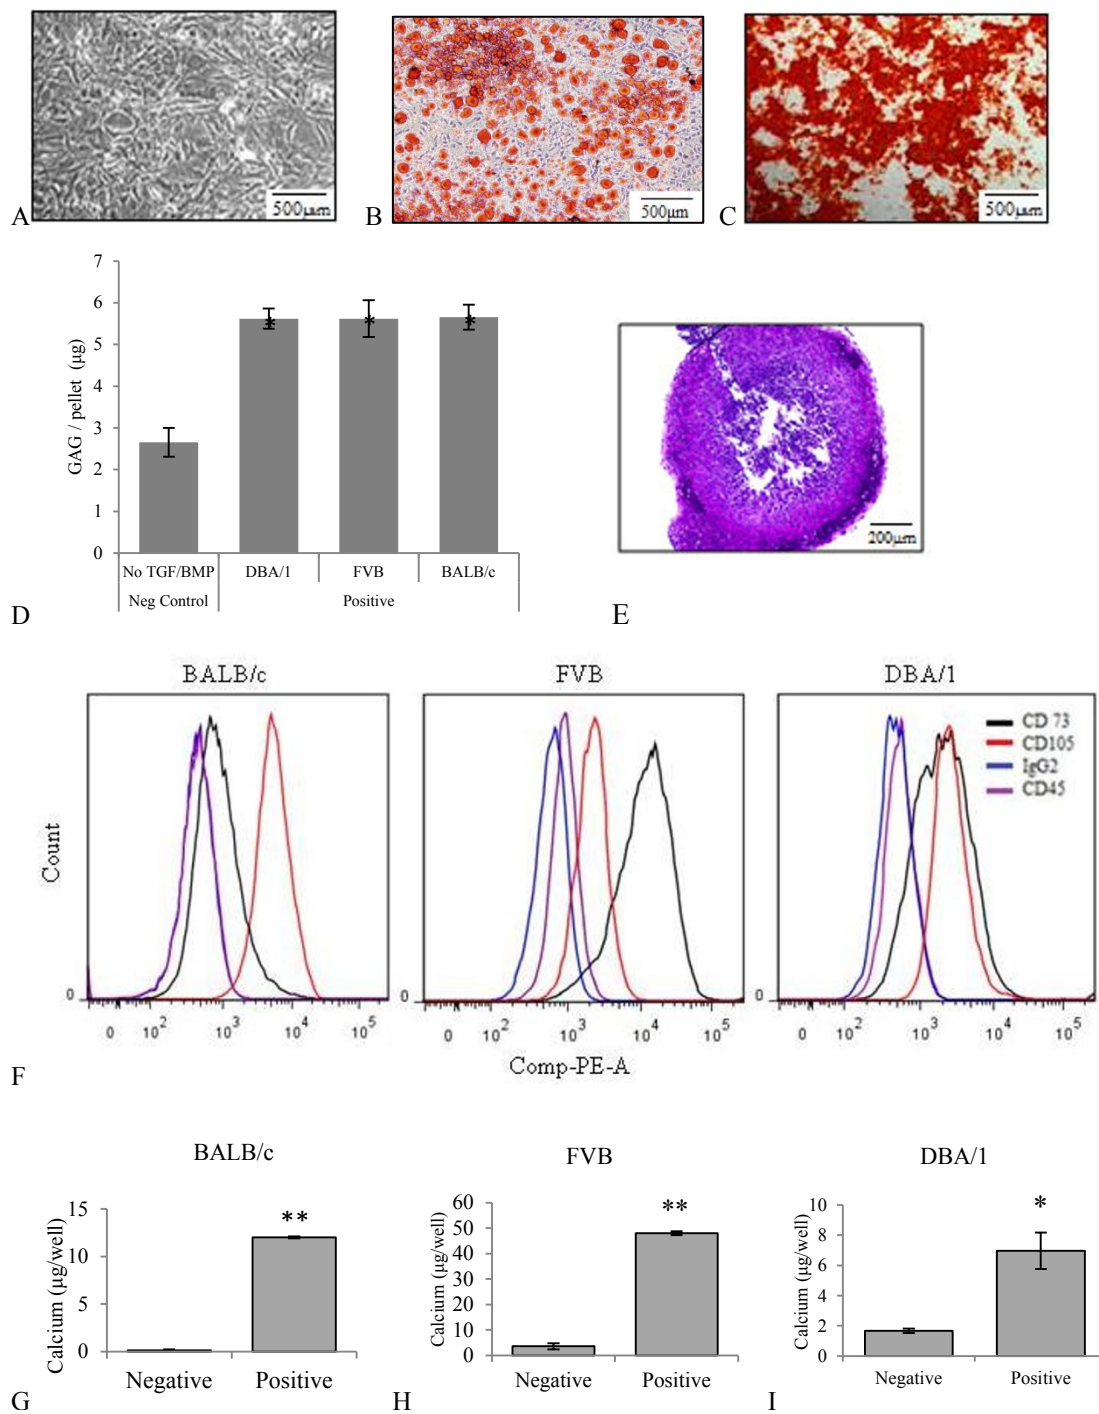 A
500μm
B
500μm
C
500μm
7
6
5
4
3
2
1
0
GAG / pellet (μg)
No TGF/BMP
DBA/1
FVB
BALB/c
Neg Control
Positive
D
200μm
E
BALB/c
FVB
DBA/1
CD 73
CD105
IgG2
CD45
Count
0
0
0
0 10² 10³ 10⁴ 10⁵
0 10² 10³ 10⁴ 10⁵
0 10² 10³ 10⁴ 10⁵
Comp-PE-A
F
BALB/c
15
10
5
0
Calcium (μg/well)
**
Negative Positive
G
FVB
60
50
40
30
20
10
0
Calcium (μg/well)
**
Negative Positive
H
DBA/1
10
8
6
4
2
0
Calcium (μg/well)
*
Negative Positive
I